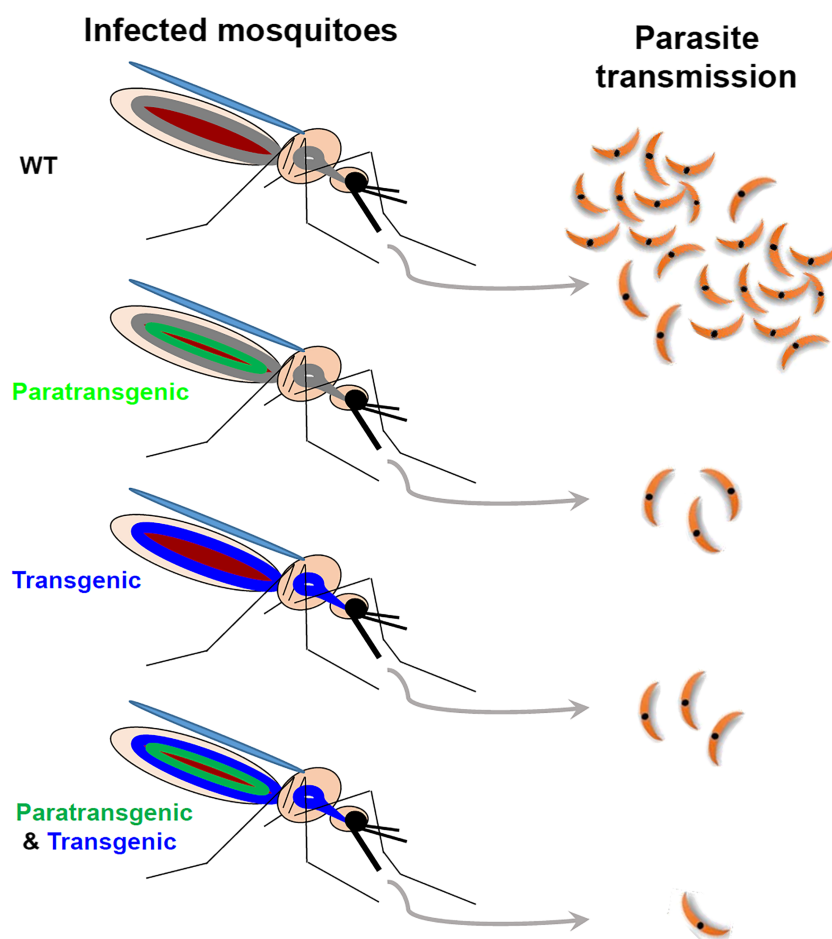 Infected mosquitoes
Parasite
transmission
WT
Paratransgenic
Transgenic
Paratransgenic
& Transgenic